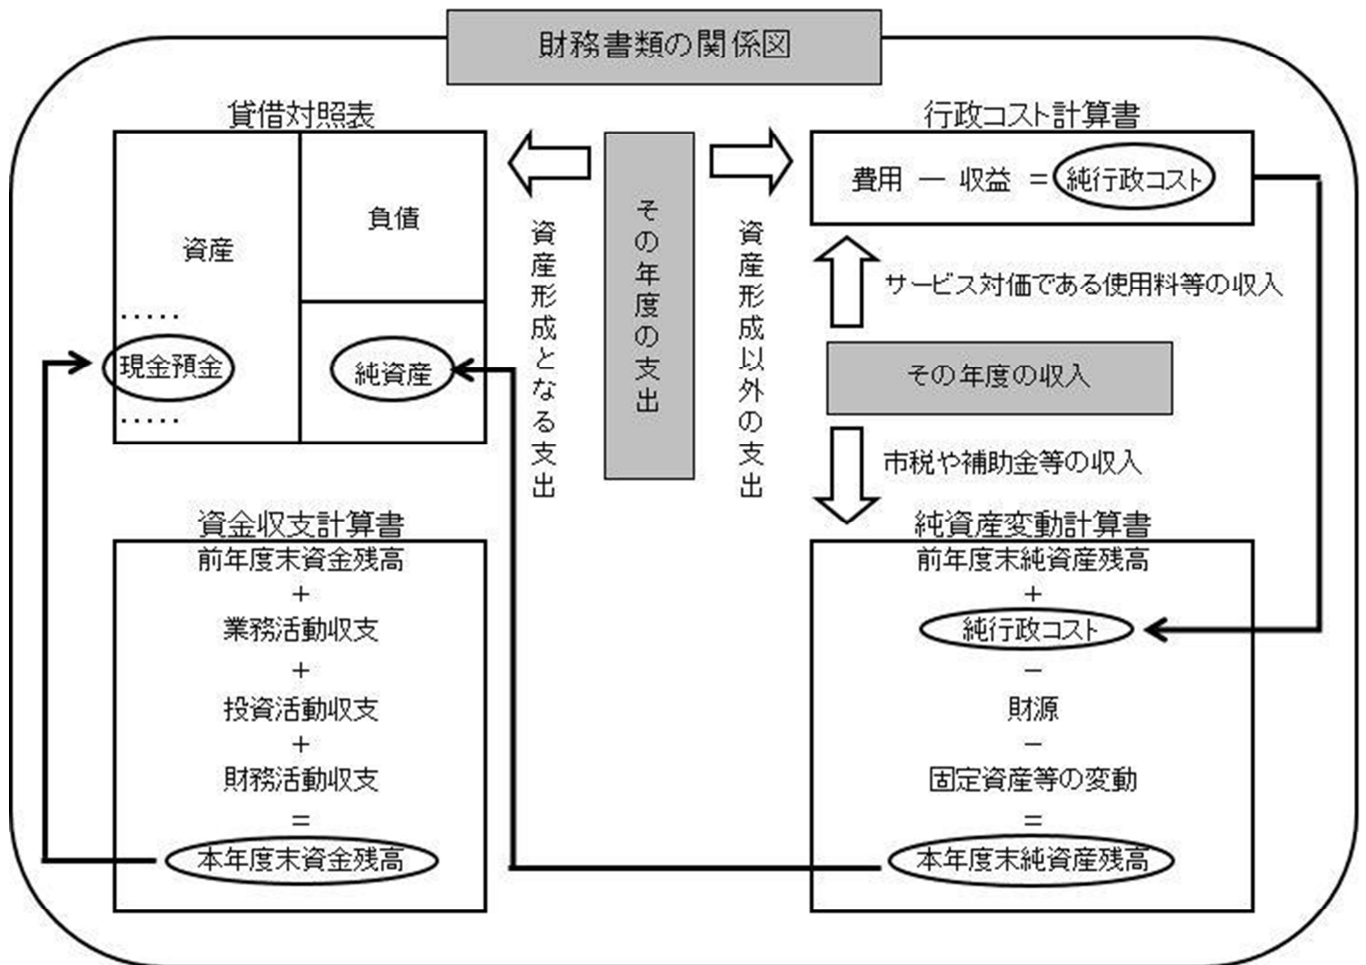 財務書類の関係図
貸借対照表
資産
負債
・・・・・
現金預金
・・・・・
純資産
資産形成となる支出
その年度の支出
資産形成以外の支出
行政コスト計算書
費用 － 収益 ＝ 純行政コスト
サービス対価である使用料等の収入
その年度の収入
市税や補助金等の収入
資金収支計算書
前年度末資金残高
＋
業務活動収支
＋
投資活動収支
＋
財務活動収支
＝
本年度末資金残高
純資産変動計算書
前年度末純資産残高
＋
純行政コスト
－
財源
－
固定資産等の変動
＝
本年度末純資産残高